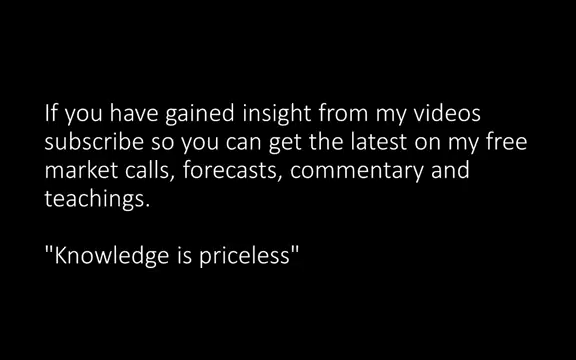 If you have gained insight from my videos
subscribe so you can get the latest on my free
market calls, forecasts, commentary and
teachings.
"Knowledge is priceless"